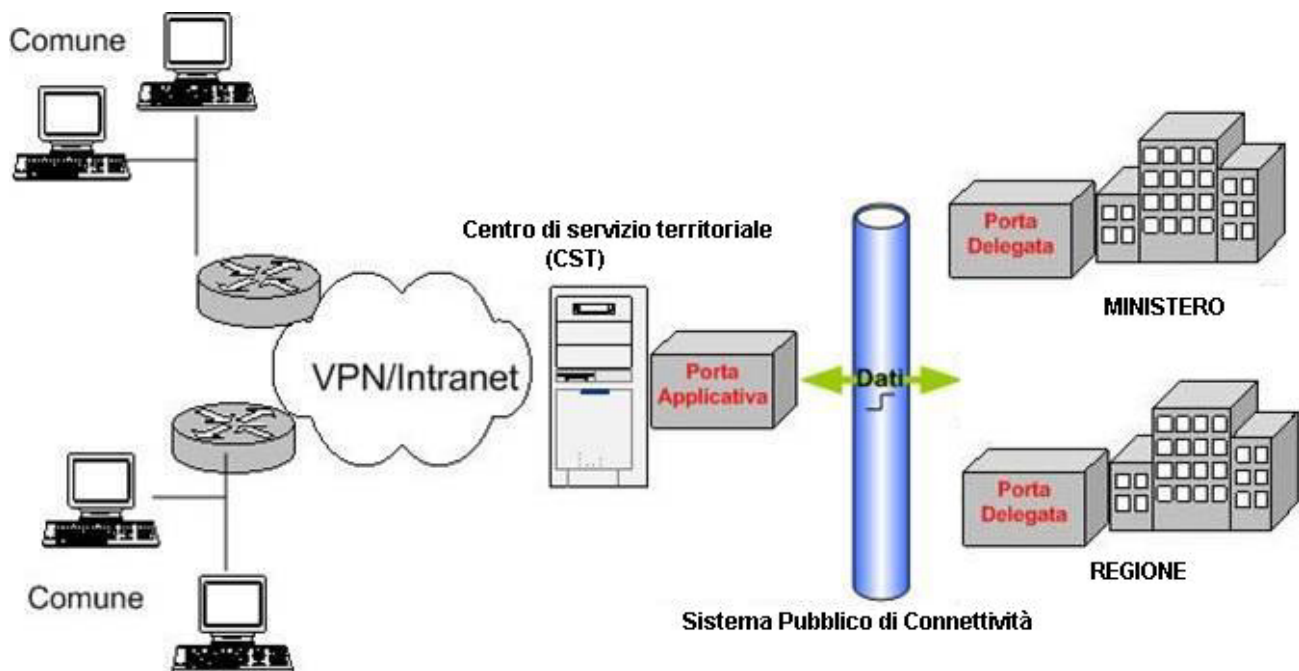 Comune
Centro di servizio territoriale
(CST)
VPN/Intranet
Porta
Applicativa
Dati
Porta
Delegata
MINISTERO
Porta
Delegata
REGIONE
Comune
Sistema Pubblico di Connettività